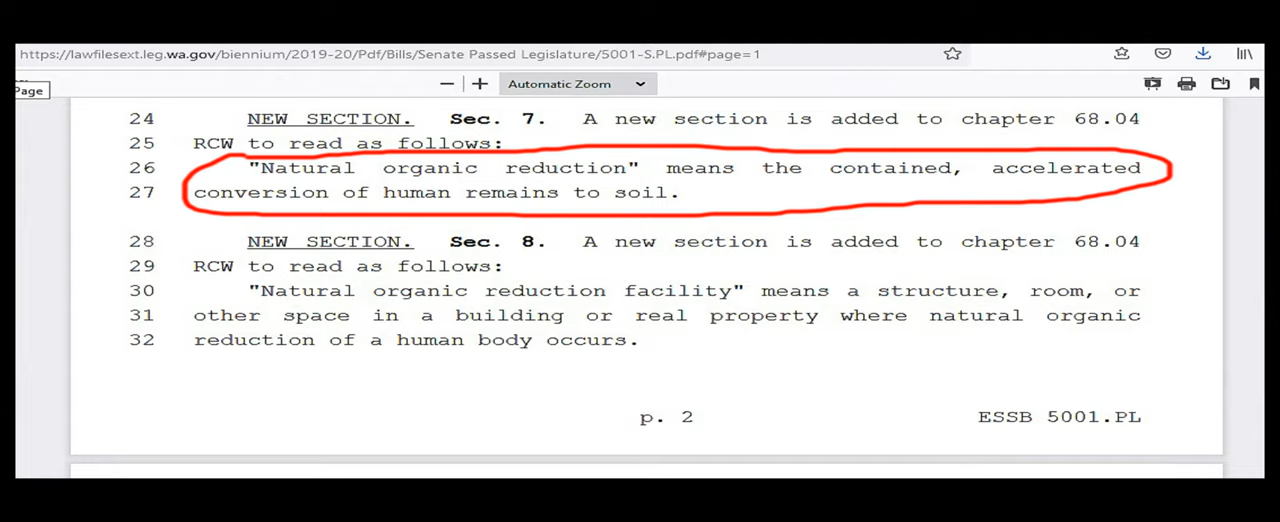 https://lawfilesext.leg.wa.gov/biennium/2019-20/Pdf/Bills/Senate Passed Legislature/5001-S.PL.pdf#page=1
Page
Automatic Zoom
24 NEW SECTION. Sec. 7. A new section is added to chapter 68.04
25 RCW to read as follows:
26 "Natural organic reduction" means the contained, accelerated
27 conversion of human remains to soil.
28 NEW SECTION. Sec. 8. A new section is added to chapter 68.04
29 RCW to read as follows:
30 "Natural organic reduction facility" means a structure, room, or
31 other space in a building or real property where natural organic
32 reduction of a human body occurs.
p. 2 ESSB 5001.PL